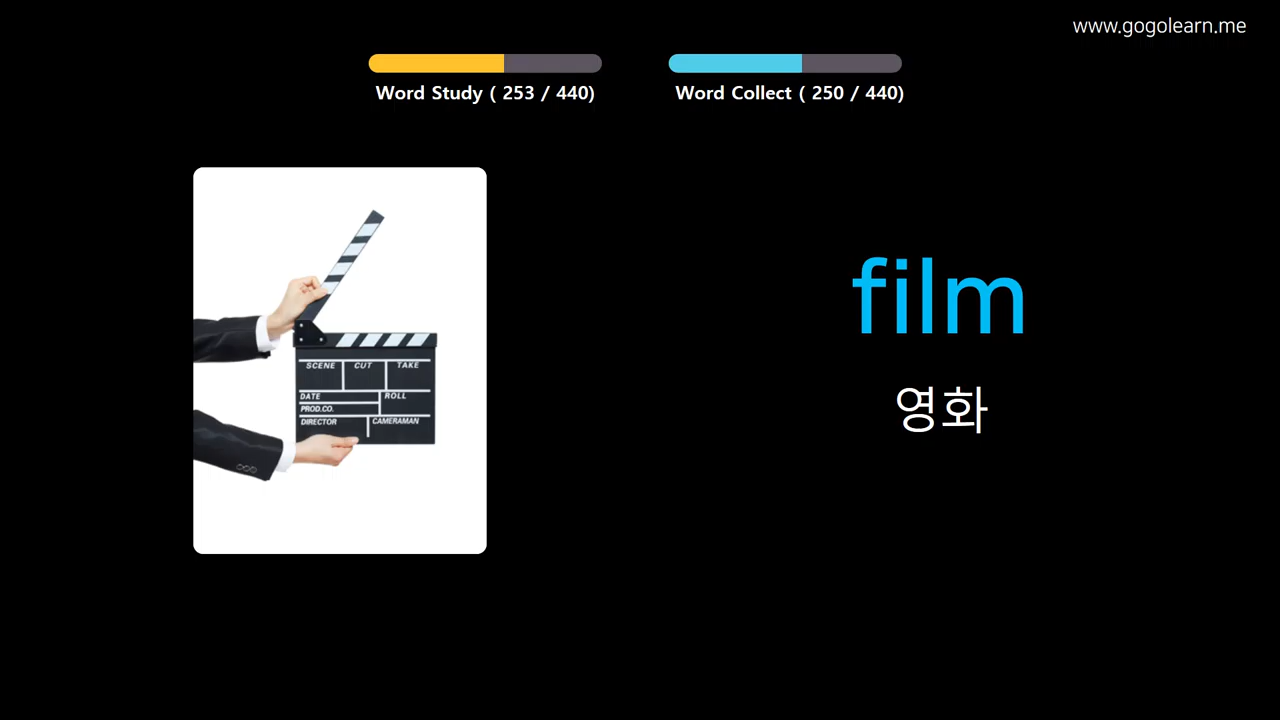 www.gogolearn.me
Word Study ( 253 / 440)
Word Collect ( 250 / 440)
film
영화
SCENE CUT TAKE
DATE ROLL
PROD.CO.
DIRECTOR CAMERAMAN